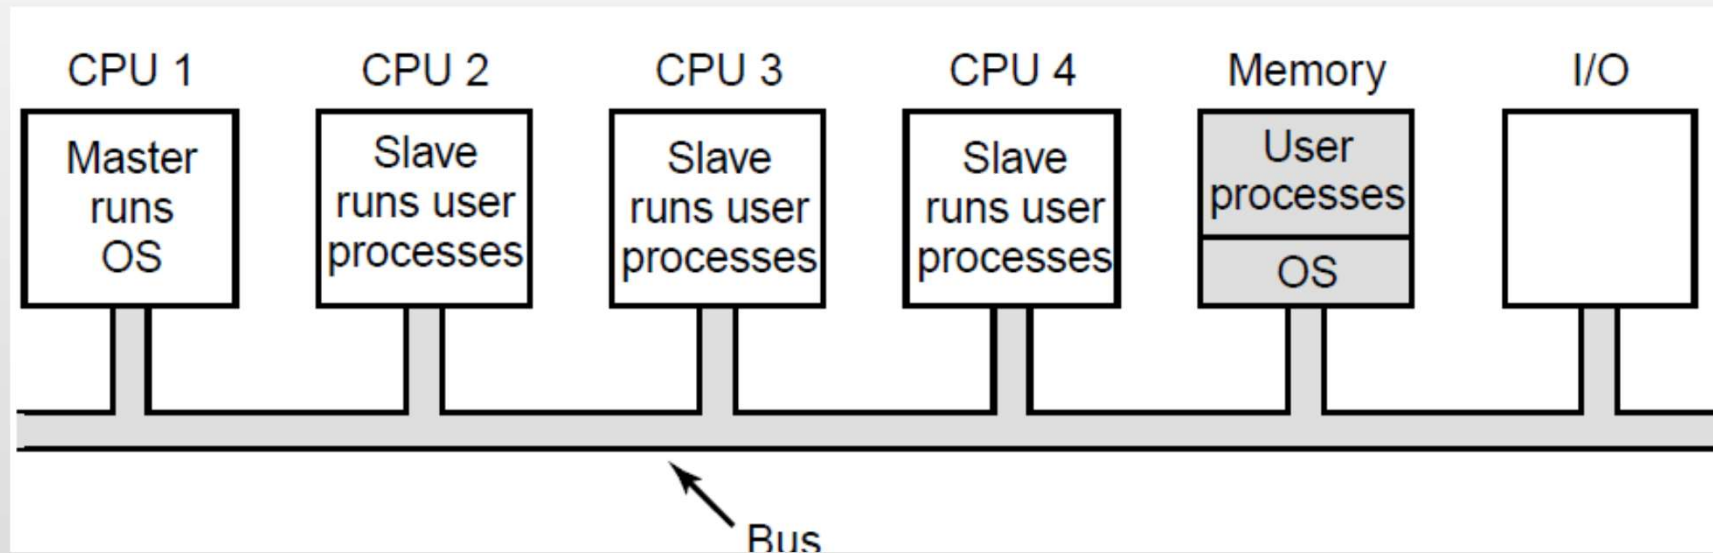 CPU 1
CPU 2
CPU 3
CPU 4
Memory
I/O
Master
runs
OS
Slave
runs user
processes
Slave
runs user
processes
Slave
runs user
processes
User
processes
OS
Bus